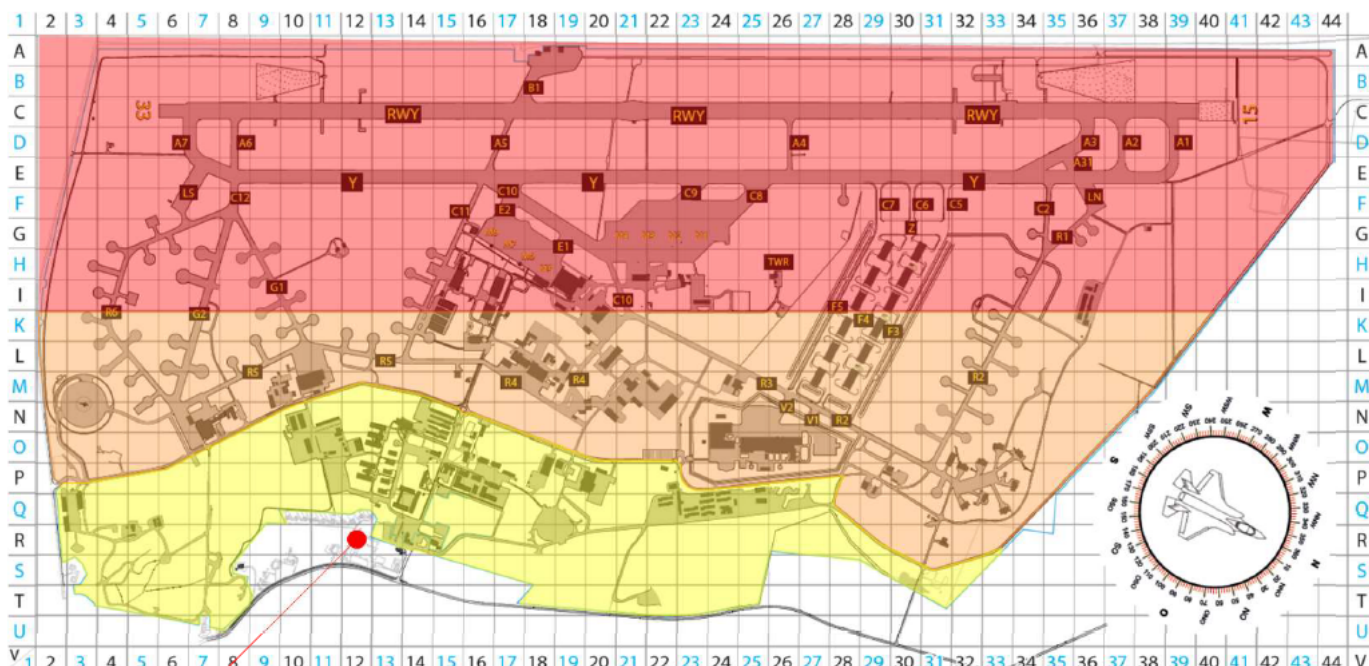 1 2 3 4 5 6 7 8 9 10 11 12 13 14 15 16 17 18 19 20 21 22 23 24 25 26 27 28 29 30 31 32 33 34 35 36 37 38 39 40 41 42 43 44
A A
B1
B B
33 RWY RWY RWY 15
C C
A7 A6 A5 A4 A3 A2 A1
D D
A31
E Y Y Y E
LS C12 C10 C9 C8 C7 C6 C5 LN
F C11 E2 C2 F
Z
G E1 R1 G
H TWR H
G1
I C10 F5 I
R6 G2
K F4 F3 K
L R5 L
R5 R4 R4 R3 R2
M M
V2 V1 R2
N N
O O
P P
Q Q
R R
S S
T T
U U
V V
1 2 3 4 5 6 7 8 9 10 11 12 13 14 15 16 17 18 19 20 21 22 23 24 25 26 27 28 29 30 31 32 33 34 35 36 37 38 39 40 41 42 43 44
S SW WSW W NW N NO O SO